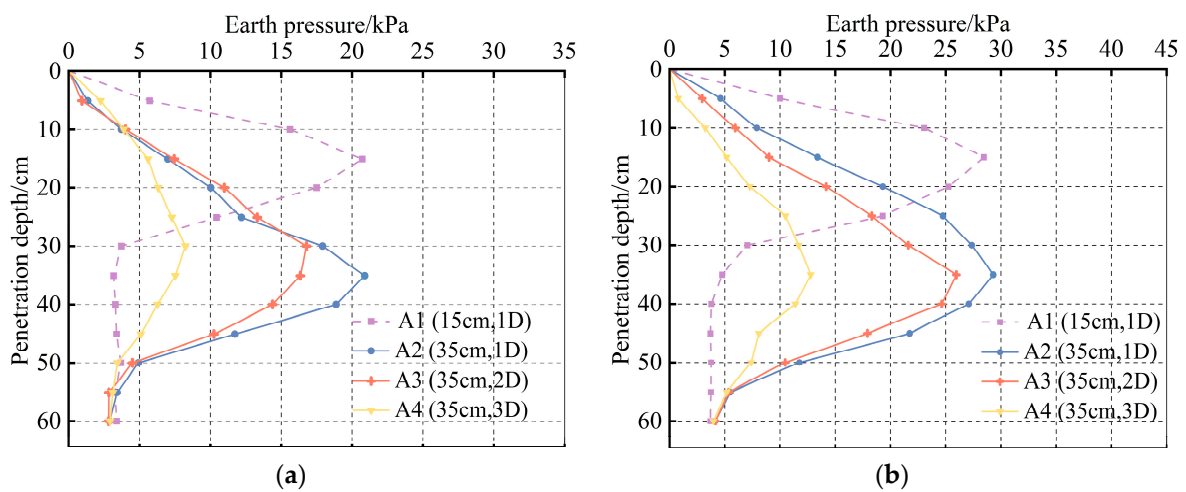 Earth pressure/kPa
0 5 10 15 20 25 30 35
0
10
20
30
40
50
60
Penetration depth/cm
A1 (15cm,1D)
A2 (35cm,1D)
A3 (35cm,2D)
A4 (35cm,3D)
(a)
Earth pressure/kPa
0 5 10 15 20 25 30 35 40 45
0
10
20
30
40
50
60
Penetration depth/cm
A1 (15cm,1D)
A2 (35cm,1D)
A3 (35cm,2D)
A4 (35cm,3D)
(b)